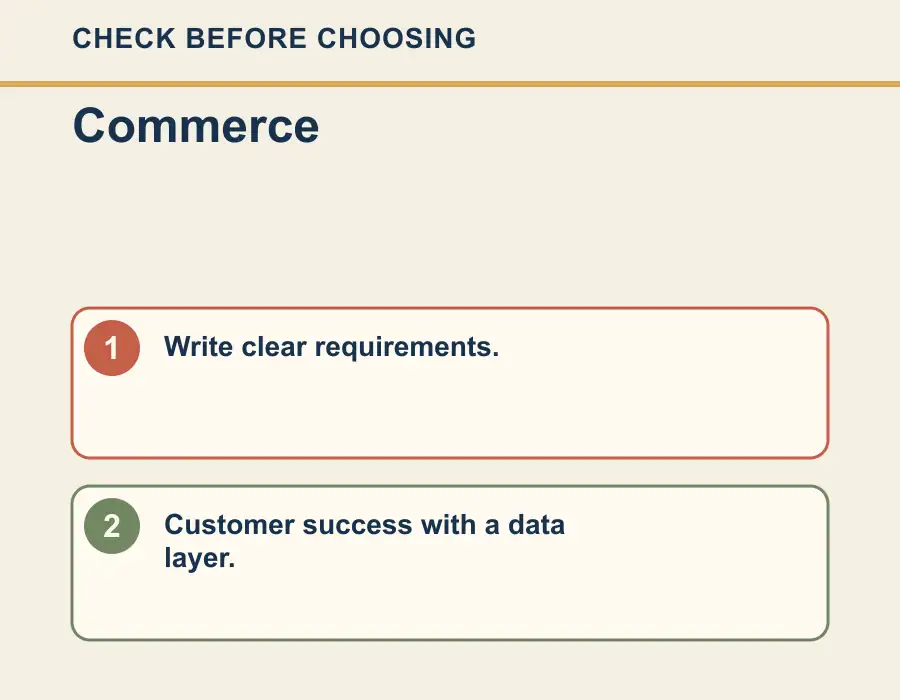 CHECK BEFORE CHOOSING
Commerce
1
Write clear requirements.
2
Customer success with a data
layer.